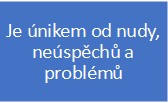 Je únikem od nudy,
neúspěchů a
problémů